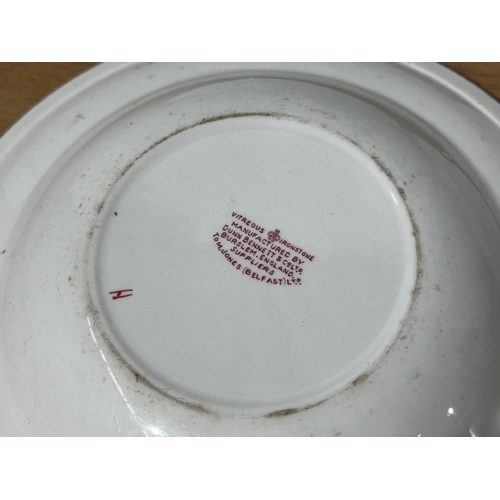 VITREOUS IRONSTONE
MANUFACTURED BY
DUNN BENNETT & CO LTD.
BURSLEM, ENGLAND.
SUPPLIERS
TOM JONES (BELFAST) LTD.
H